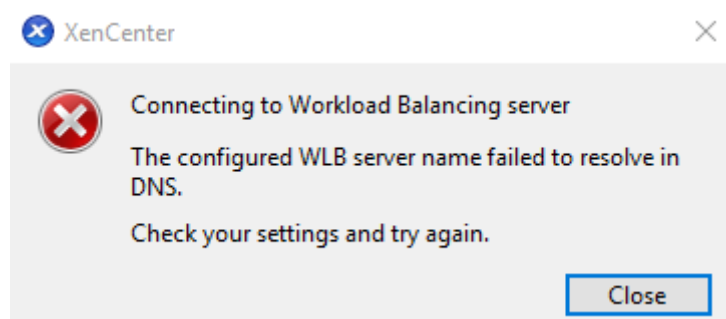 XenCenter
Connecting to Workload Balancing server
The configured WLB server name failed to resolve in
DNS.
Check your settings and try again.
Close